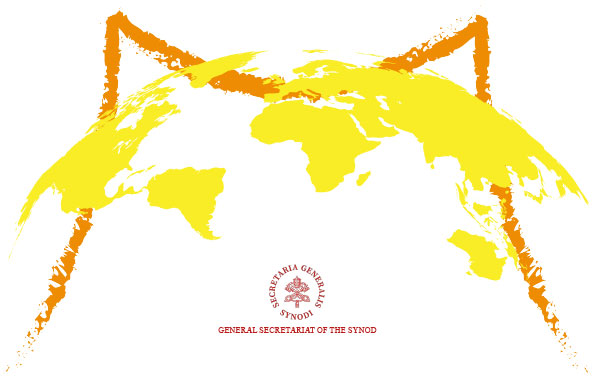 SECRETARIA GENERALIS
SYNODI
GENERAL SECRETARIAT OF THE SYNOD